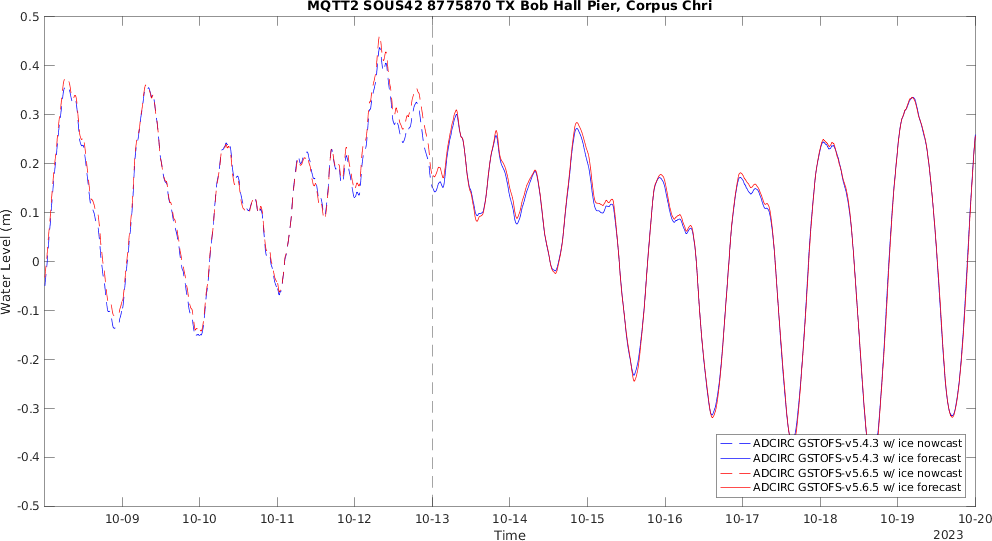 MQTT2 SOUS42 8775870 TX Bob Hall Pier, Corpus Chri
0.5
0.4
0.3
0.2
0.1
0
-0.1
-0.2
-0.3
-0.4
-0.5
Water Level (m)
ADCIRC GSTOFS-v5.4.3 w/ ice nowcast
ADCIRC GSTOFS-v5.4.3 w/ ice forecast
ADCIRC GSTOFS-v5.6.5 w/ ice nowcast
ADCIRC GSTOFS-v5.6.5 w/ ice forecast
10-09 10-10 10-11 10-12 10-13 10-14 10-15 10-16 10-17 10-18 10-19 10-20
Time
2023